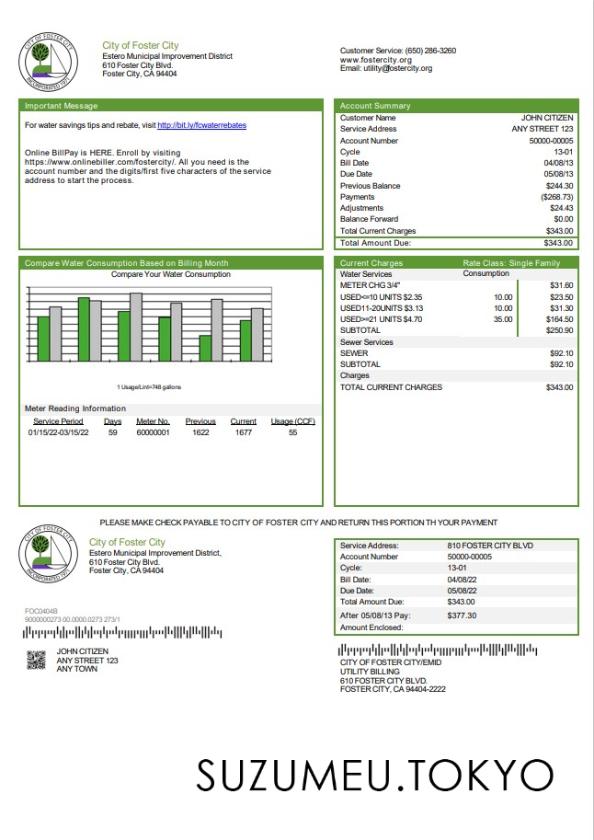 City of Foster City
Estero Municipal Improvement District
610 Foster City Blvd.
Foster City, CA 94404
Customer Service: (650) 286-3260
www.fostercity.org
Email: utility@fostercity.org
Important Message
For water savings tips and rebate, visit http://bit.ly/fcwaterrebates
Online BillPay is HERE. Enroll by visiting
https://www.onlinebiller.com/fostercity/. All you need is the
account number and the digits/first five characters of the service
address to start the process.
Account Summary
Customer Name JOHN CITIZEN
Service Address ANY STREET 123
Account Number 50000-00005
Cycle 13-01
Bill Date 04/08/13
Due Date 05/08/13
Previous Balance $244.30
Payments ($268.73)
Adjustments $24.43
Balance Forward $0.00
Total Current Charges $343.00
Total Amount Due: $343.00
Compare Water Consumption Based on Billing Month
Compare Your Water Consumption
1 Usage/Lint=748 gallons
Meter Reading Information
Service Period Days Meter No. Previous Current Usage (CCF)
01/15/22-03/15/22 59 60000001 1622 1677 55
Current Charges Rate Class: Single Family
Water Services Consumption
METER CHG 3/4" $31.60
USED<=10 UNITS $2.35 10.00 $23.50
USED11-20UNITS $3.13 10.00 $31.30
USED>=21 UNITS $4.70 35.00 $164.50
SUBTOTAL $250.90
Sewer Services
SEWER $92.10
SUBTOTAL $92.10
Charges
TOTAL CURRENT CHARGES $343.00
PLEASE MAKE CHECK PAYABLE TO CITY OF FOSTER CITY AND RETURN THIS PORTION TH YOUR PAYMENT
CITY OF FOSTER CITY
INCORPORATED 1971
City of Foster City
Estero Municipal Improvement District,
610 Foster City Blvd.
Foster City, CA 94404
Service Address: 810 FOSTER CITY BLVD
Account Number 50000-00005
Cycle: 13-01
Bill Date: 04/08/22
Due Date: 05/08/22
Total Amount Due: $343.00
After 05/08/13 Pay: $377.30
Amount Enclosed:
FOC0404B
9000000273 00.0000.0273 273/1
JOHN CITIZEN
ANY STREET 123
ANY TOWN
CITY OF FOSTER CITY/EMID
UTILITY BILLING
610 FOSTER CITY BLVD.
FOSTER CITY, CA 94404-2222
SUZUMEU.TOKYO